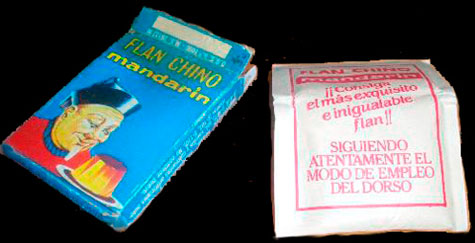 FLAN CHINO
mandarin
FLAN CHINO
mandarin
¡¡Consiga
el más exquisito
e inigualable
flan!!
SIGUIENDO
ATENTAMENTE EL
MODO DE EMPLEO
DEL DORSO